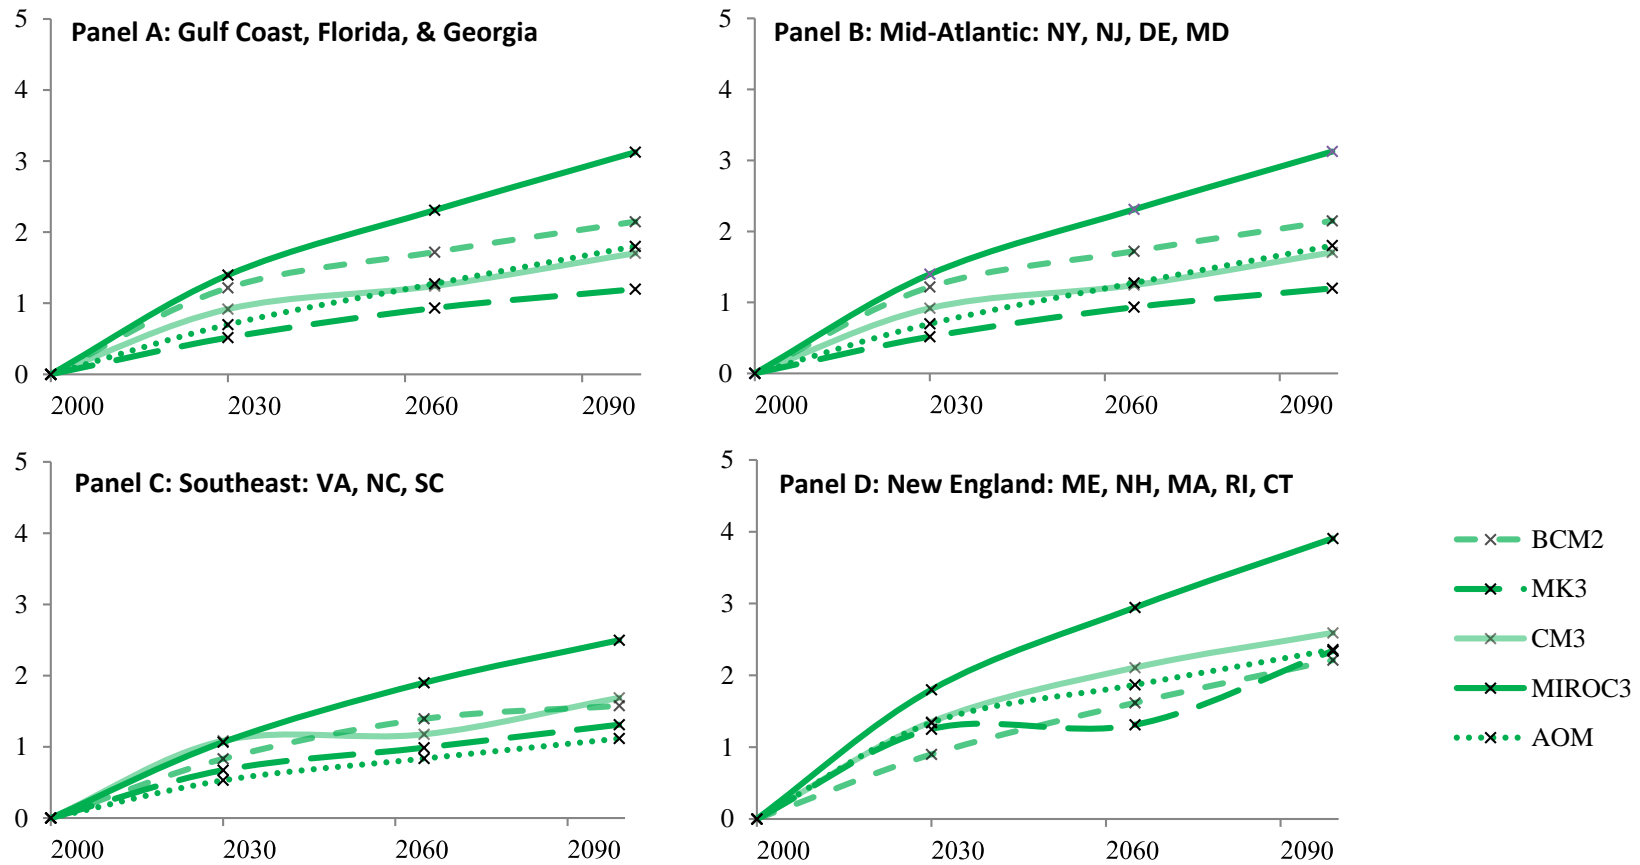 Panel A: Gulf Coast, Florida, & Georgia
5
4
3
2
1
0
2000 2030 2060 2090
Panel B: Mid-Atlantic: NY, NJ, DE, MD
5
4
3
2
1
0
2000 2030 2060 2090
Panel C: Southeast: VA, NC, SC
5
4
3
2
1
0
2000 2030 2060 2090
Panel D: New England: ME, NH, MA, RI, CT
5
4
3
2
1
0
2000 2030 2060 2090
BCM2
MK3
CM3
MIROC3
AOM